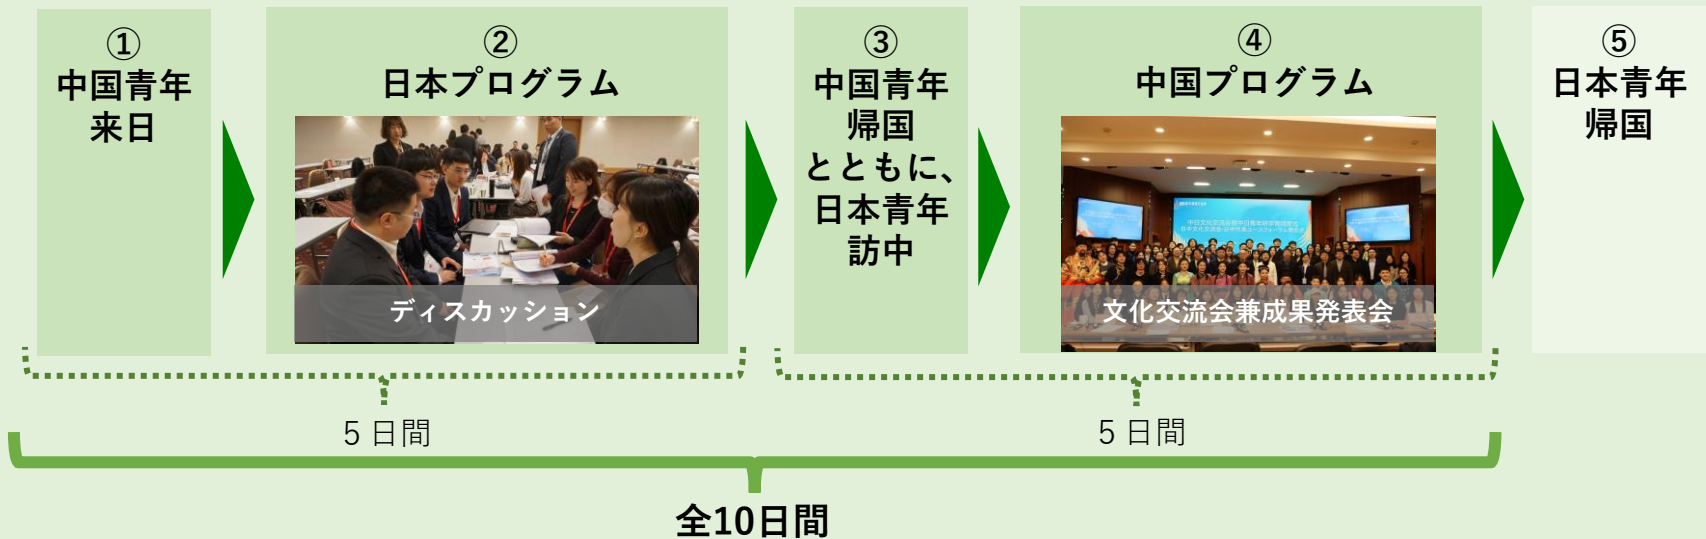 ①
中国青年
来日
②
日本プログラム
ディスカッション
③
中国青年
帰国
とともに、
日本青年
訪中
④
中国プログラム
文化交流会兼成果発表会
⑤
日本青年
帰国
5日間
5日間
全10日間